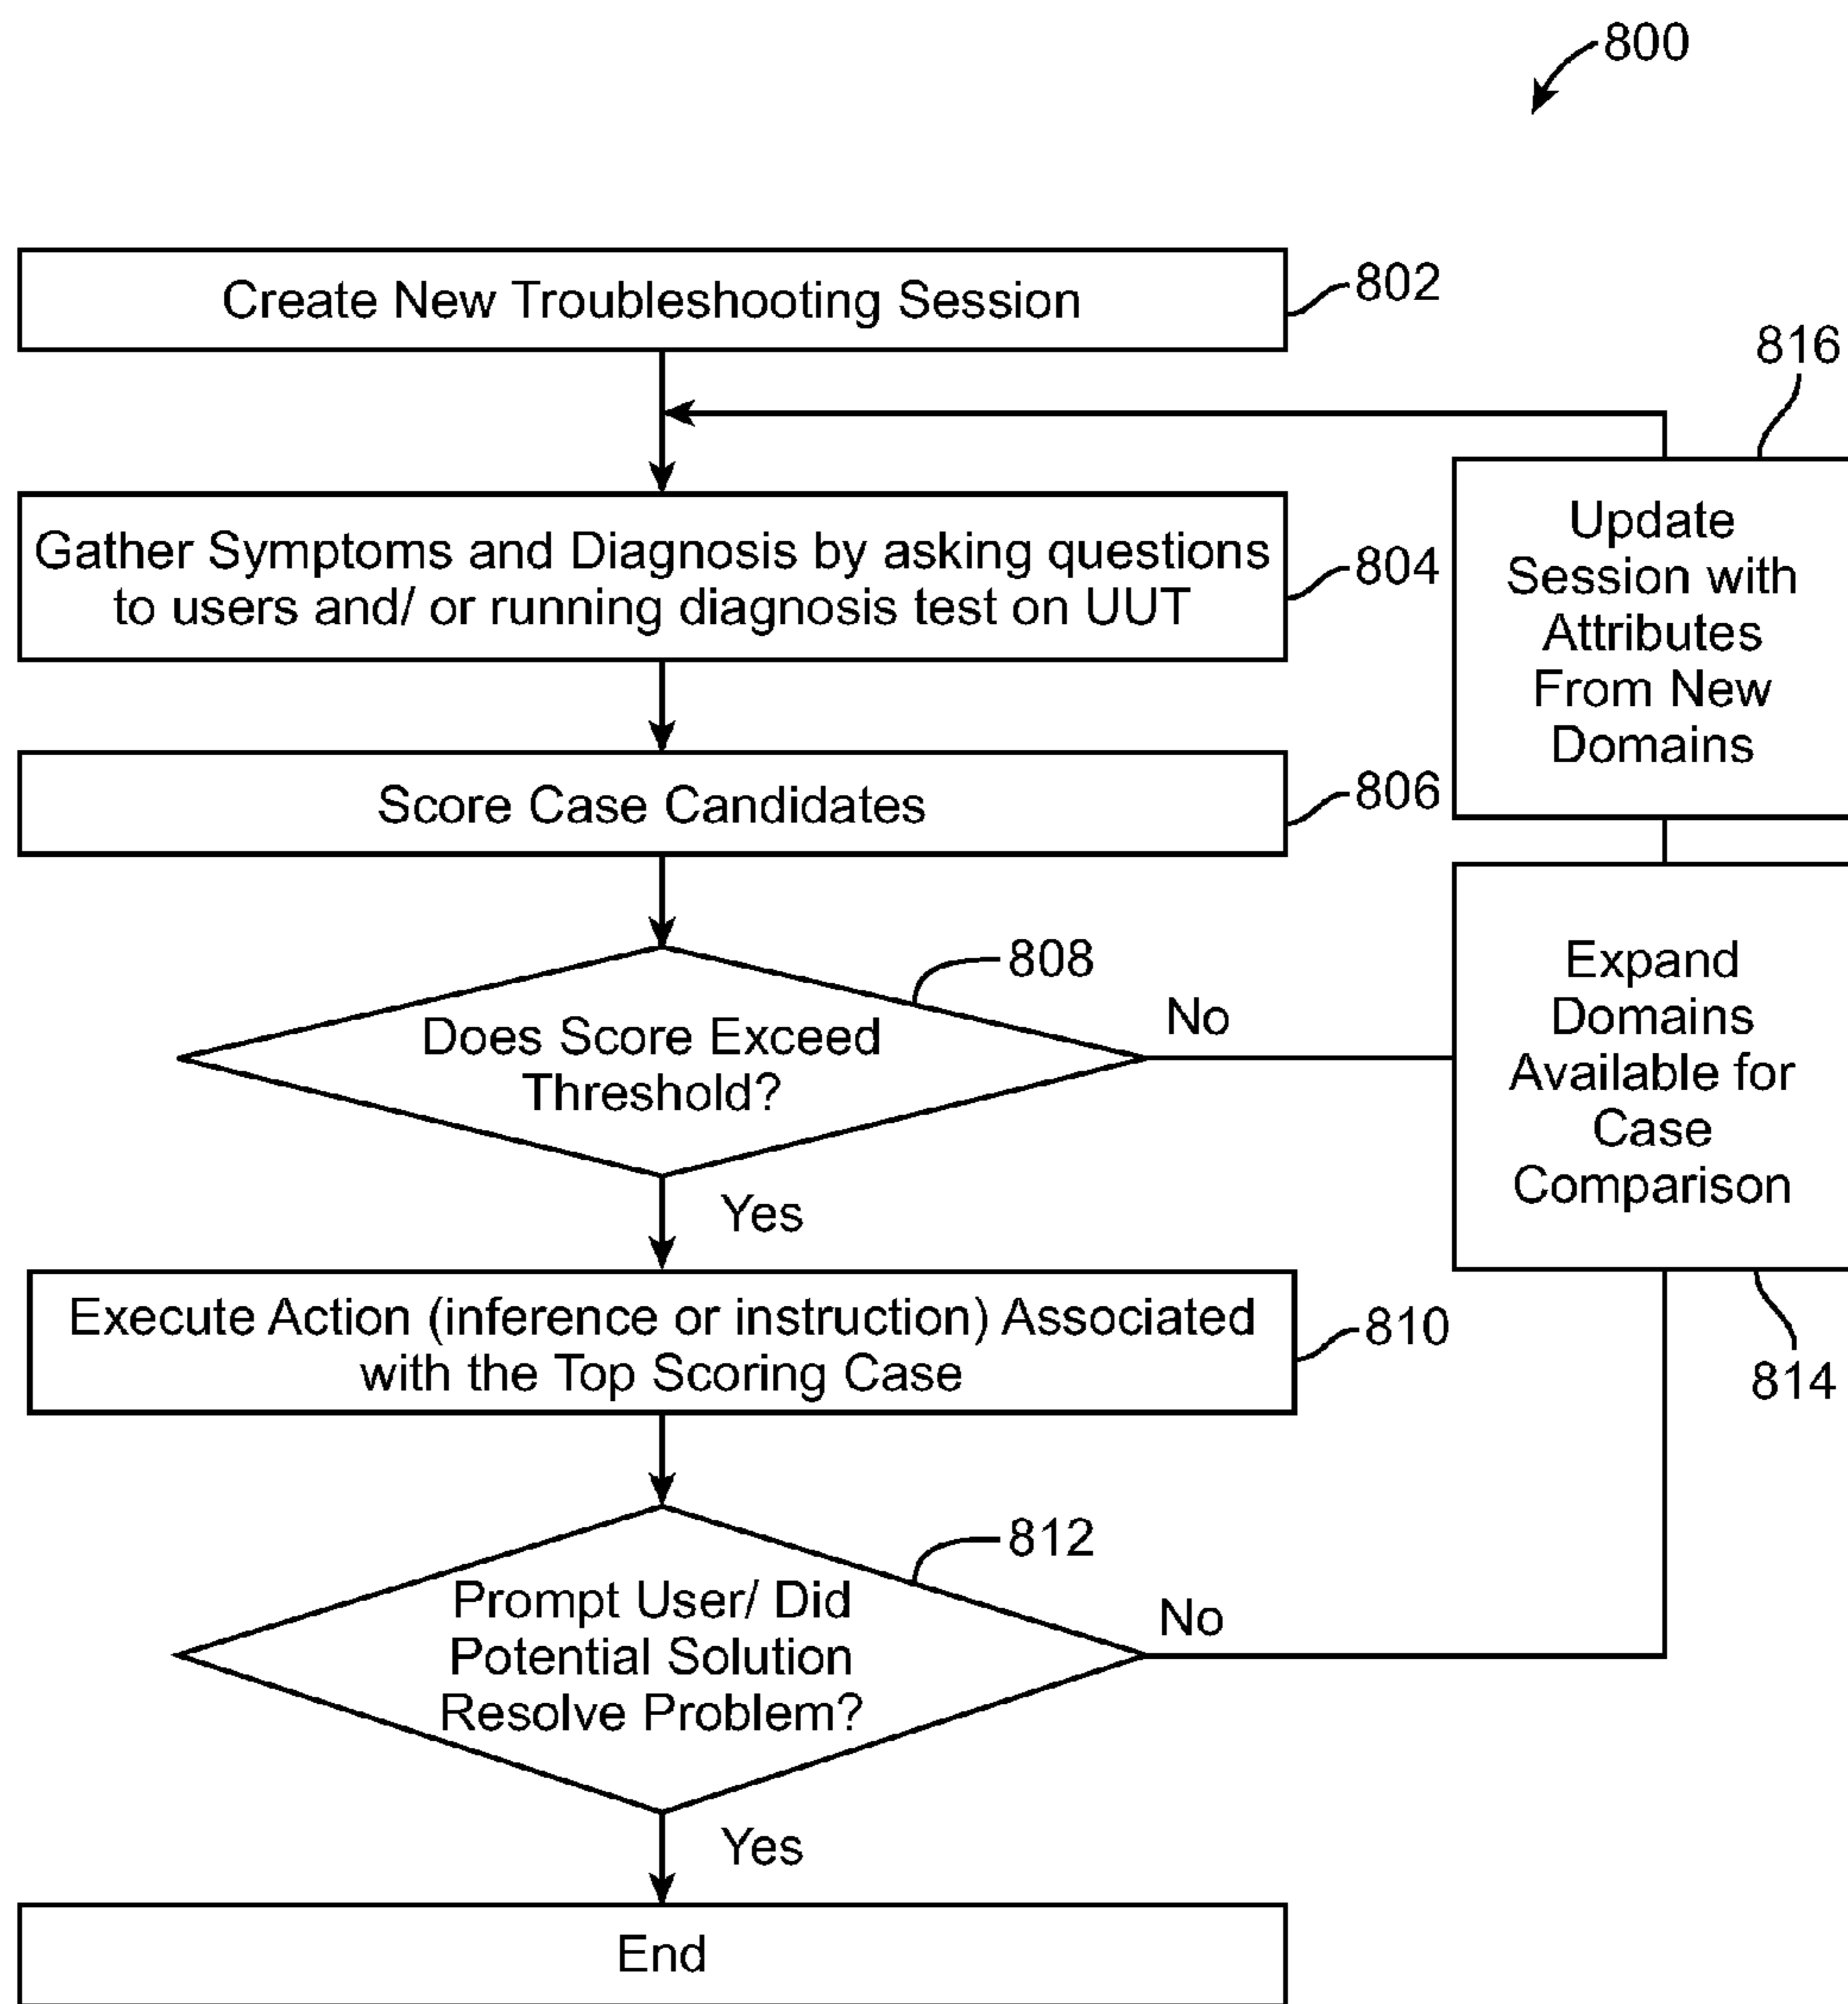 800
Create New Troubleshooting Session
802
816
Gather Symptoms and Diagnosis by asking questions
to users and/ or running diagnosis test on UUT
804
Update
Session with
Attributes
From New
Domains
Score Case Candidates
806
808
Does Score Exceed
Threshold?
No
Expand
Domains
Available for
Case
Comparison
Yes
814
Execute Action (inference or instruction) Associated
with the Top Scoring Case
810
812
Prompt User/ Did
Potential Solution
Resolve Problem?
No
Yes
End